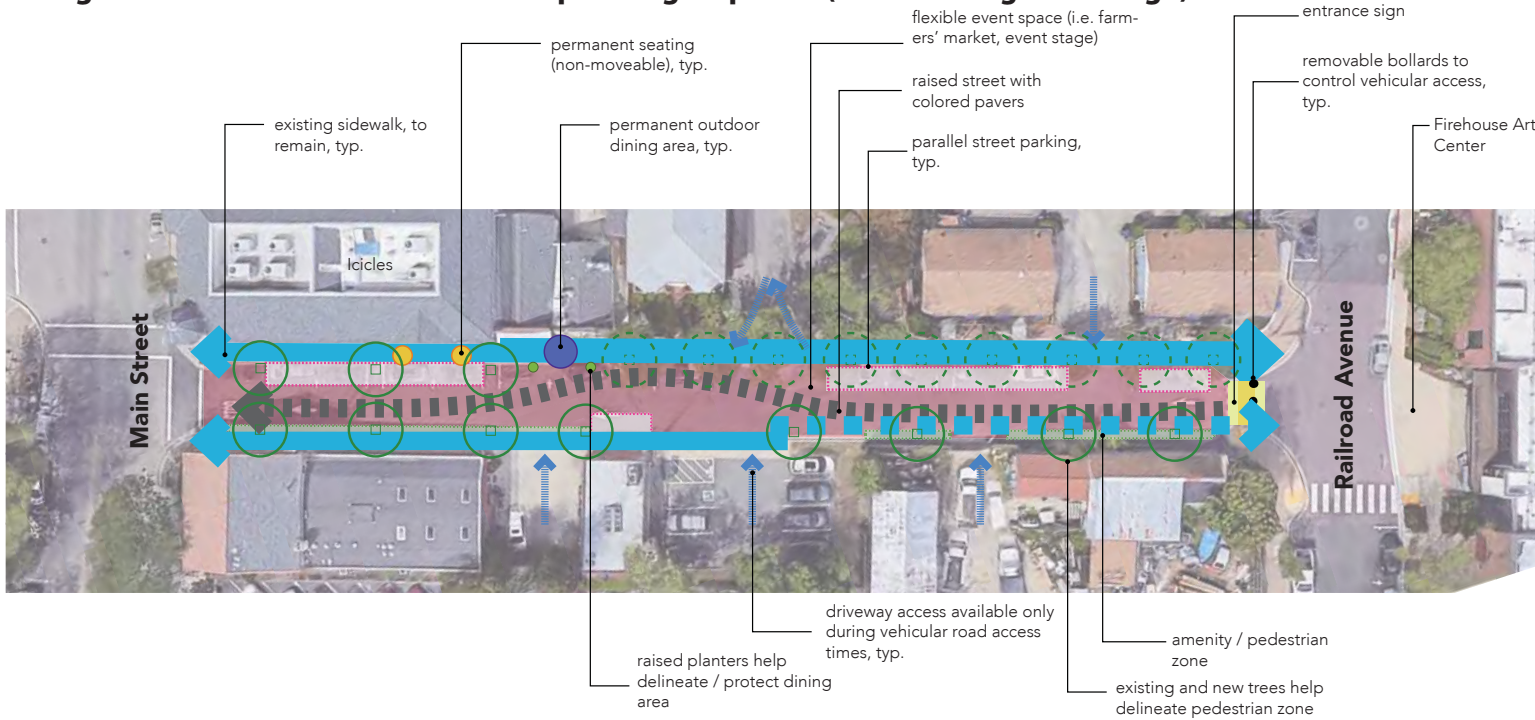 flexible event space (i.e. farm-
ers’ market, event stage)
entrance sign
permanent seating
(non-moveable), typ.
removable bollards to
control vehicular access,
typ.
raised street with
colored pavers
existing sidewalk, to
remain, typ.
permanent outdoor
dining area, typ.
parallel street parking,
typ.
Firehouse Art
Center
Icicles
Main Street
Railroad Avenue
driveway access available only
during vehicular road access
times, typ.
amenity / pedestrian
zone
raised planters help
delineate / protect dining
area
existing and new trees help
delineate pedestrian zone